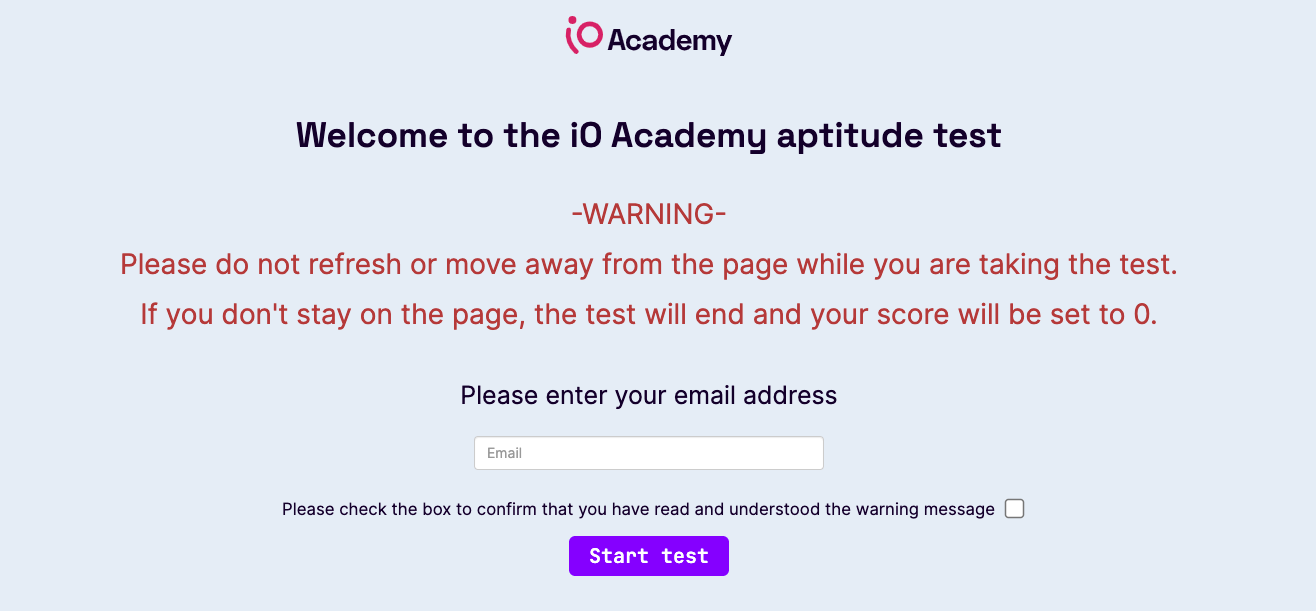 iO Academy
Welcome to the iO Academy aptitude test
-WARNING-
Please do not refresh or move away from the page while you are taking the test.
If you don't stay on the page, the test will end and your score will be set to 0.
Please enter your email address
Email
Please check the box to confirm that you have read and understood the warning message
Start test